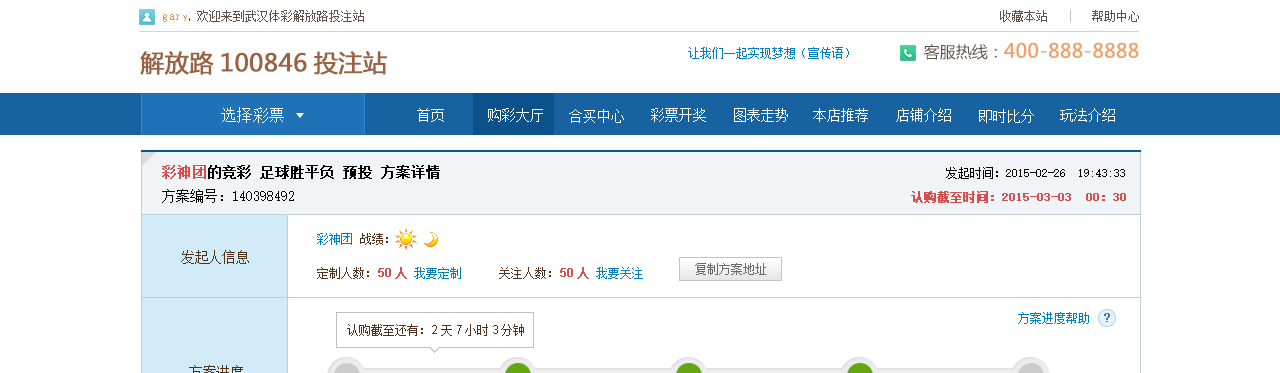 gary, 欢迎来到武汉体彩解放路投注站 收藏本站 | 帮助中心
解放路 100846 投注站 让我们一起实现梦想（宣传语） 客服热线：400-888-8888
选择彩票 首页 购彩大厅 合买中心 彩票开奖 图表走势 本店推荐 店铺介绍 即时比分 玩法介绍
彩神团的竞彩 足球胜平负 预投 方案详情 发起时间：2015-02-26 19:43:33
方案编号：140398492 认购截至时间：2015-03-03 00：30
发起人信息
彩神团 战绩：
定制人数：50 人 我要定制 关注人数：50 人 我要关注 复制方案地址
方案进度帮助 ?
认购截至还有：2 天 7 小时 3 分钟
方案进度